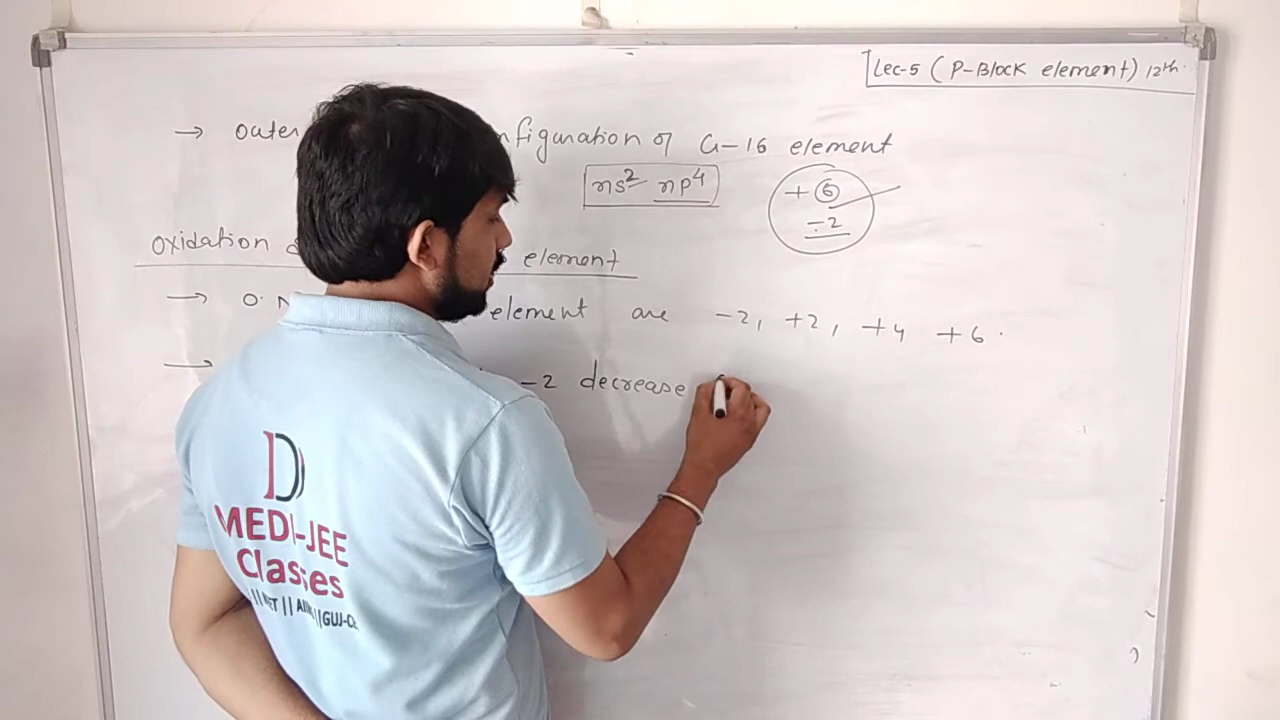 Lec-5 (P-Block element) 12th.
→ outer nfiguration of G-16 element
ns² np⁴
+6
-2
Oxidation element
→ O. N element are -2, +2, +4 +6.
→ -2 decrease
MEDI-JEE
Classes